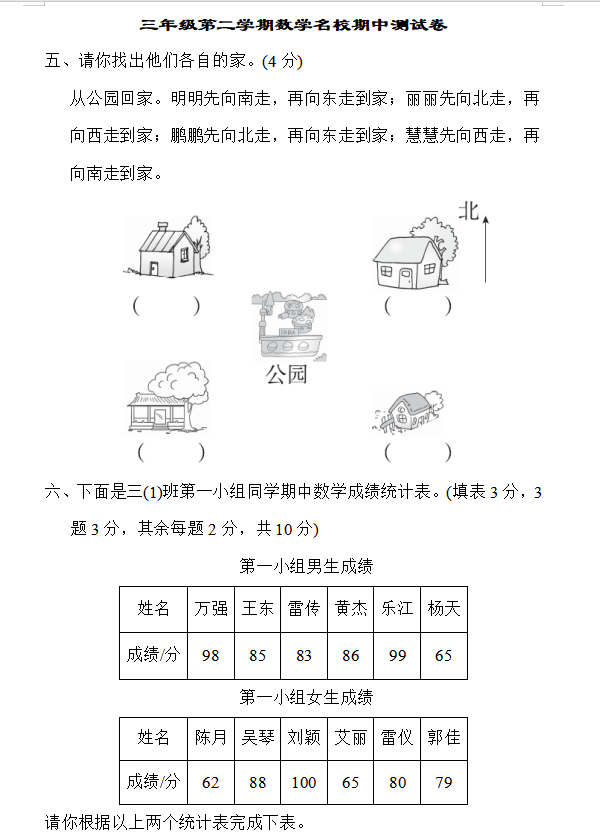 三年级第二学期数学名校期中测试卷
五、请你找出他们各自的家。(4分)
从公园回家。明明先向南走，再向东走到家；丽丽先向北走，再
向西走到家；鹏鹏先向北走，再向东走到家；慧慧先向西走，再
向南走到家。
北
(　　) (　　)
公园
(　　) (　　)
六、下面是三(1)班第一小组同学期中数学成绩统计表。(填表3分，3
题3分，其余每题2分，共10分)
第一小组男生成绩
姓名 万强 王东 雷传 黄杰 乐江 杨天
成绩/分 98 85 83 86 99 65
第一小组女生成绩
姓名 陈月 吴琴 刘颖 艾丽 雷仪 郭佳
成绩/分 62 88 100 65 80 79
请你根据以上两个统计表完成下表。